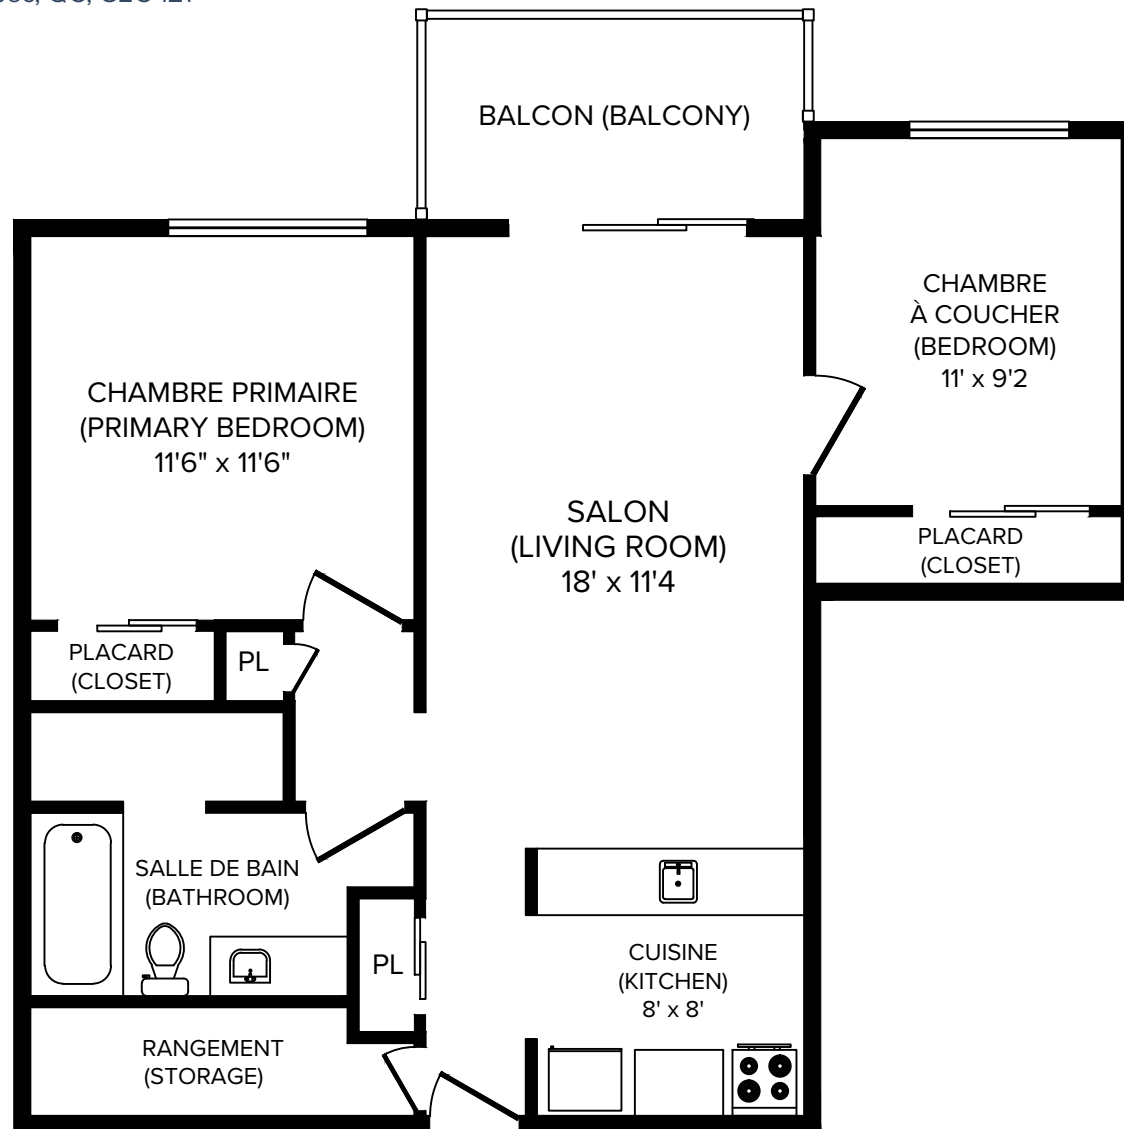 BALCON (BALCONY)
CHAMBRE
À COUCHER
(BEDROOM)
11' x 9'2
CHAMBRE PRIMAIRE
(PRIMARY BEDROOM)
11'6" x 11'6"
SALON
(LIVING ROOM)
18' x 11'4
PLACARD
(CLOSET)
PLACARD
(CLOSET)
PL
SALLE DE BAIN
(BATHROOM)
PL
CUISINE
(KITCHEN)
8' x 8'
RANGEMENT
(STORAGE)